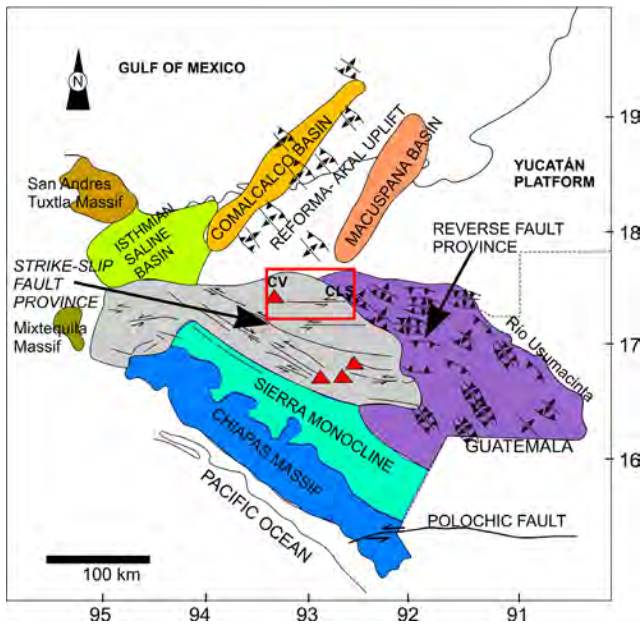 GULF OF MEXICO
N
19
San Andres
Tuxtla Massif
COMALCALCO BASIN
REFORMA- AKAL UPLIFT
MACUSPANA BASIN
YUCATÁN
PLATFORM
ISTHMIAN
SALINE
BASIN
REVERSE FAULT
PROVINCE
18
STRIKE-SLIP
FAULT
PROVINCE
CV
CLS
Mixtequita
Massif
Río Usumacinta
17
SIERRA MONOCLINE
CHIAPAS MASSIF
GUATEMALA
16
PACIFIC OCEAN
POLOCHIC FAULT
100 km
95
94
93
92
91